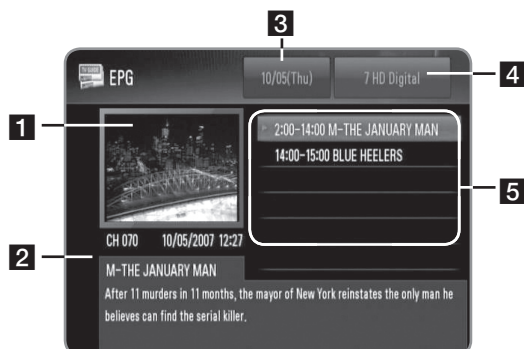 3
EPG
10/05(Thu)
7 HD Digital
4
1
2:00-14:00 M-THE JANUARY MAN
14:00-15:00 BLUE HEELERS
5
CH 070 10/05/2007 12:27
2
M-THE JANUARY MAN
After 11 murders in 11 months, the mayor of New York reinstates the only man he
believes can find the serial killer.